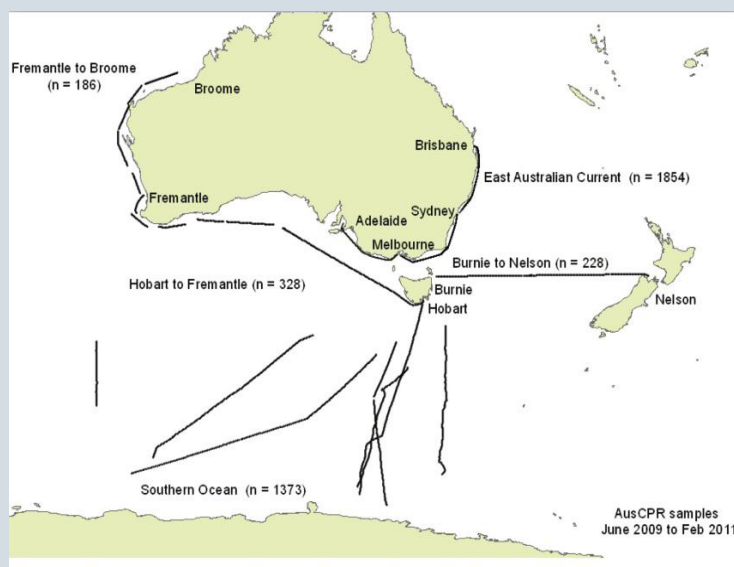 Fremantle to Broome
(n = 186)
Broome
Brisbane
East Australian Current (n = 1854)
Fremantle
Sydney
Adelaide
Melbourne
Burnie to Nelson (n = 228)
Hobart to Fremantle (n = 328)
Burnie
Nelson
Hobart
Southern Ocean (n = 1373)
AusCPR samples
June 2009 to Feb 2011